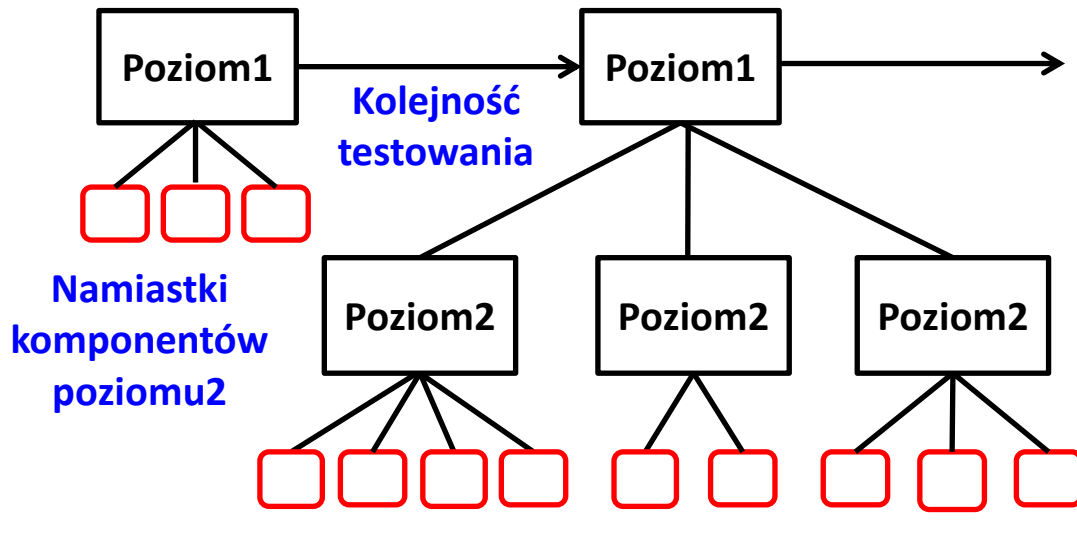 Poziom1
Poziom1
Kolejność
testowania
Namiastki
komponentów
poziomu2
Poziom2
Poziom2
Poziom2